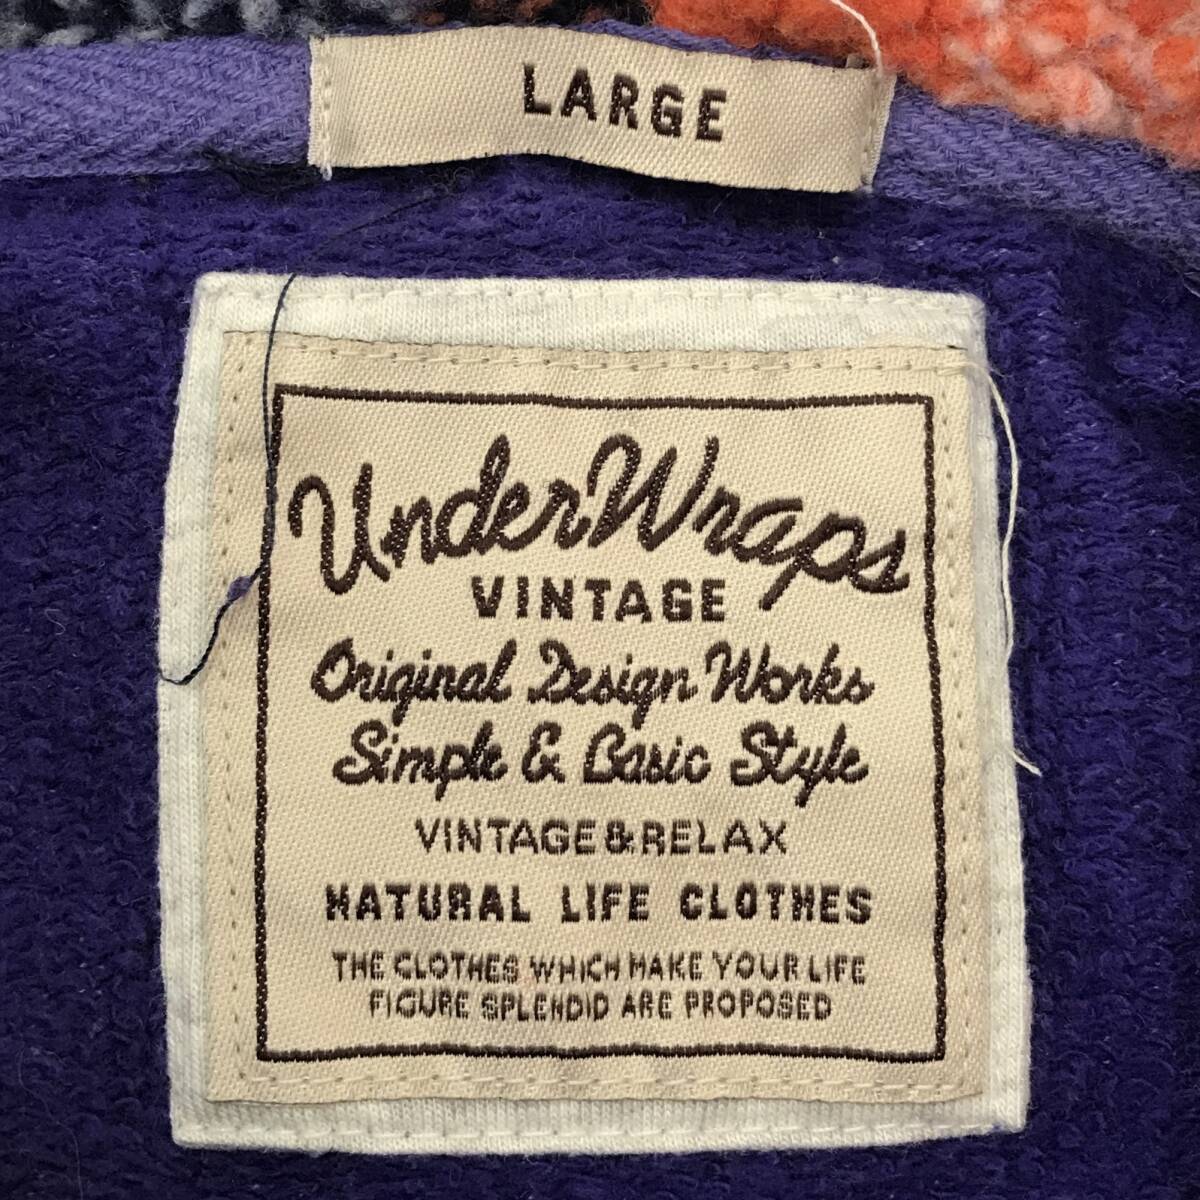 LARGE
UnderWraps
VINTAGE
Original Design Works
Simple & Basic Style
VINTAGE&RELAX
NATURAL LIFE CLOTHES
THE CLOTHES WHICH MAKE YOUR LIFE
FIGURE SPLENDID ARE PROPOSED